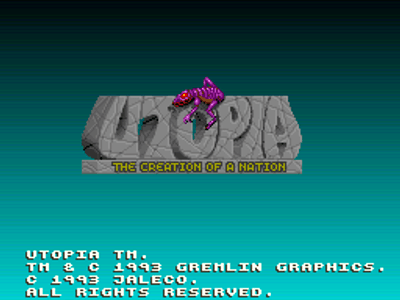 UTOPIA
THE CREATION OF A NATION
UTOPIA TM.
TM & C 1993 GREMLIN GRAPHICS.
C 1993 JALECO.
ALL RIGHTS RESERVED.